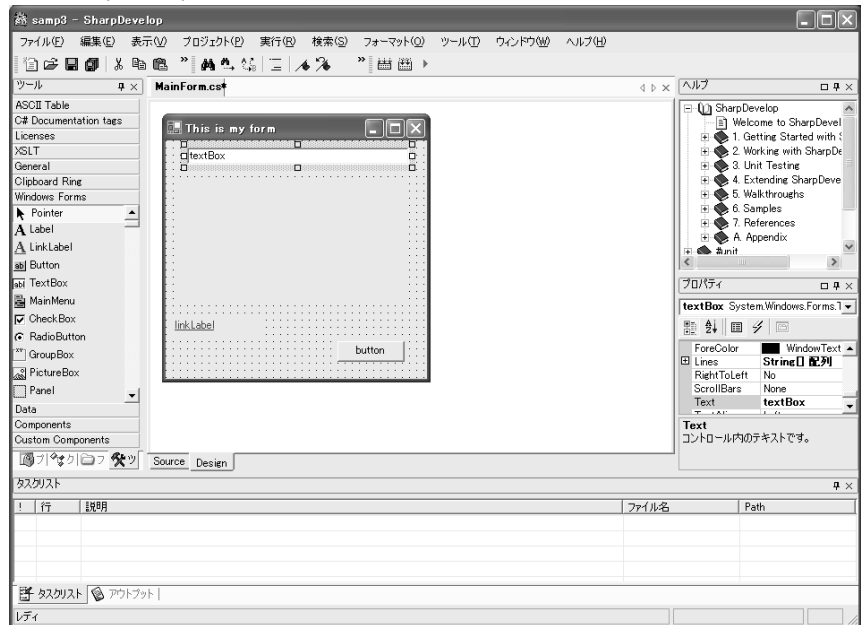 samp3 - SharpDevelop
ファイル(F) 編集(E) 表示(V) プロジェクト(P) 実行(R) 検索(S) フォーマット(O) ツール(T) ウィンドウ(W) ヘルプ(H)
ツール
ASCII Table
C# Documentation tags
Licenses
XSLT
General
Clipboard Ring
Windows Forms
Pointer
Label
LinkLabel
Button
TextBox
MainMenu
CheckBox
RadioButton
GroupBox
PictureBox
Panel
Data
Components
Custom Components
プ ク フ ツ
MainForm.cs*
This is my form
textBox
linkLabel
button
Source Design
ヘルプ
SharpDevelop
Welcome to SharpDevel
1. Getting Started with S
2. Working with SharpDe
3. Unit Testing
4. Extending SharpDeve
5. Walkthroughs
6. Samples
7. References
A. Appendix
#unit
プロパティ
textBox System.Windows.Forms.T
ForeColor WindowText
Lines String[] 配列
RightToLeft No
ScrollBars None
Text textBox
Text
コントロール内のテキストです。
タスクリスト
! 行 説明 ファイル名 Path
タスクリスト アウトプット
レディ